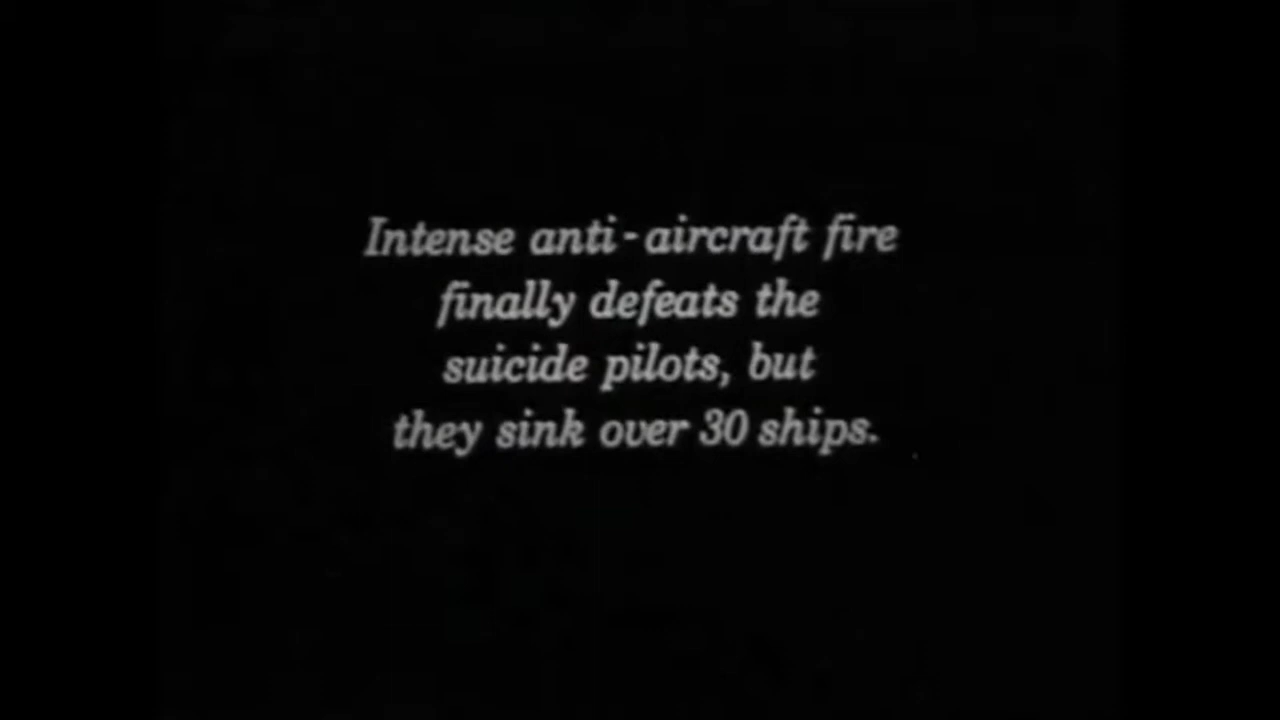 Intense anti-aircraft fire
finally defeats the
suicide pilots, but
they sink over 30 ships.